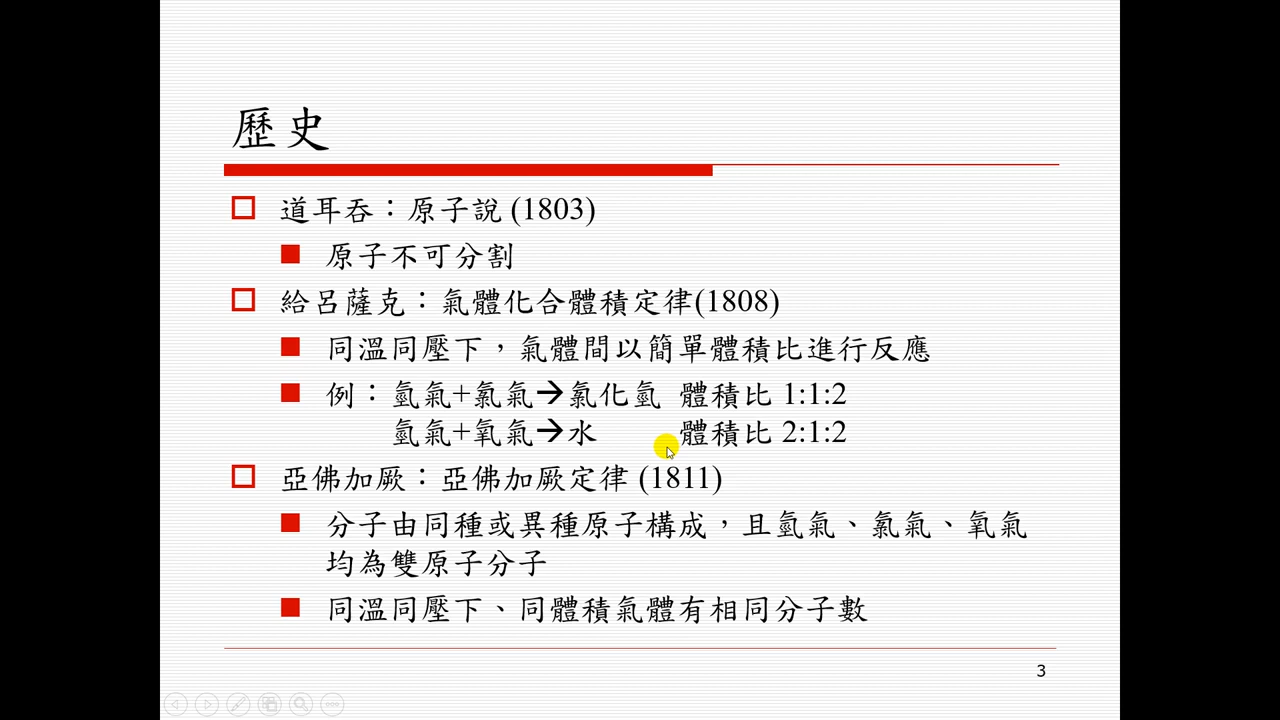 歷史
道耳吞：原子說 (1803)
原子不可分割
給呂薩克：氣體化合體積定律(1808)
同溫同壓下，氣體間以簡單體積比進行反應
例：氫氣+氯氣→氯化氫 體積比 1:1:2
氫氣+氧氣→水 體積比 2:1:2
亞佛加厥：亞佛加厥定律 (1811)
分子由同種或異種原子構成，且氫氣、氯氣、氧氣
均為雙原子分子
同溫同壓下、同體積氣體有相同分子數
3